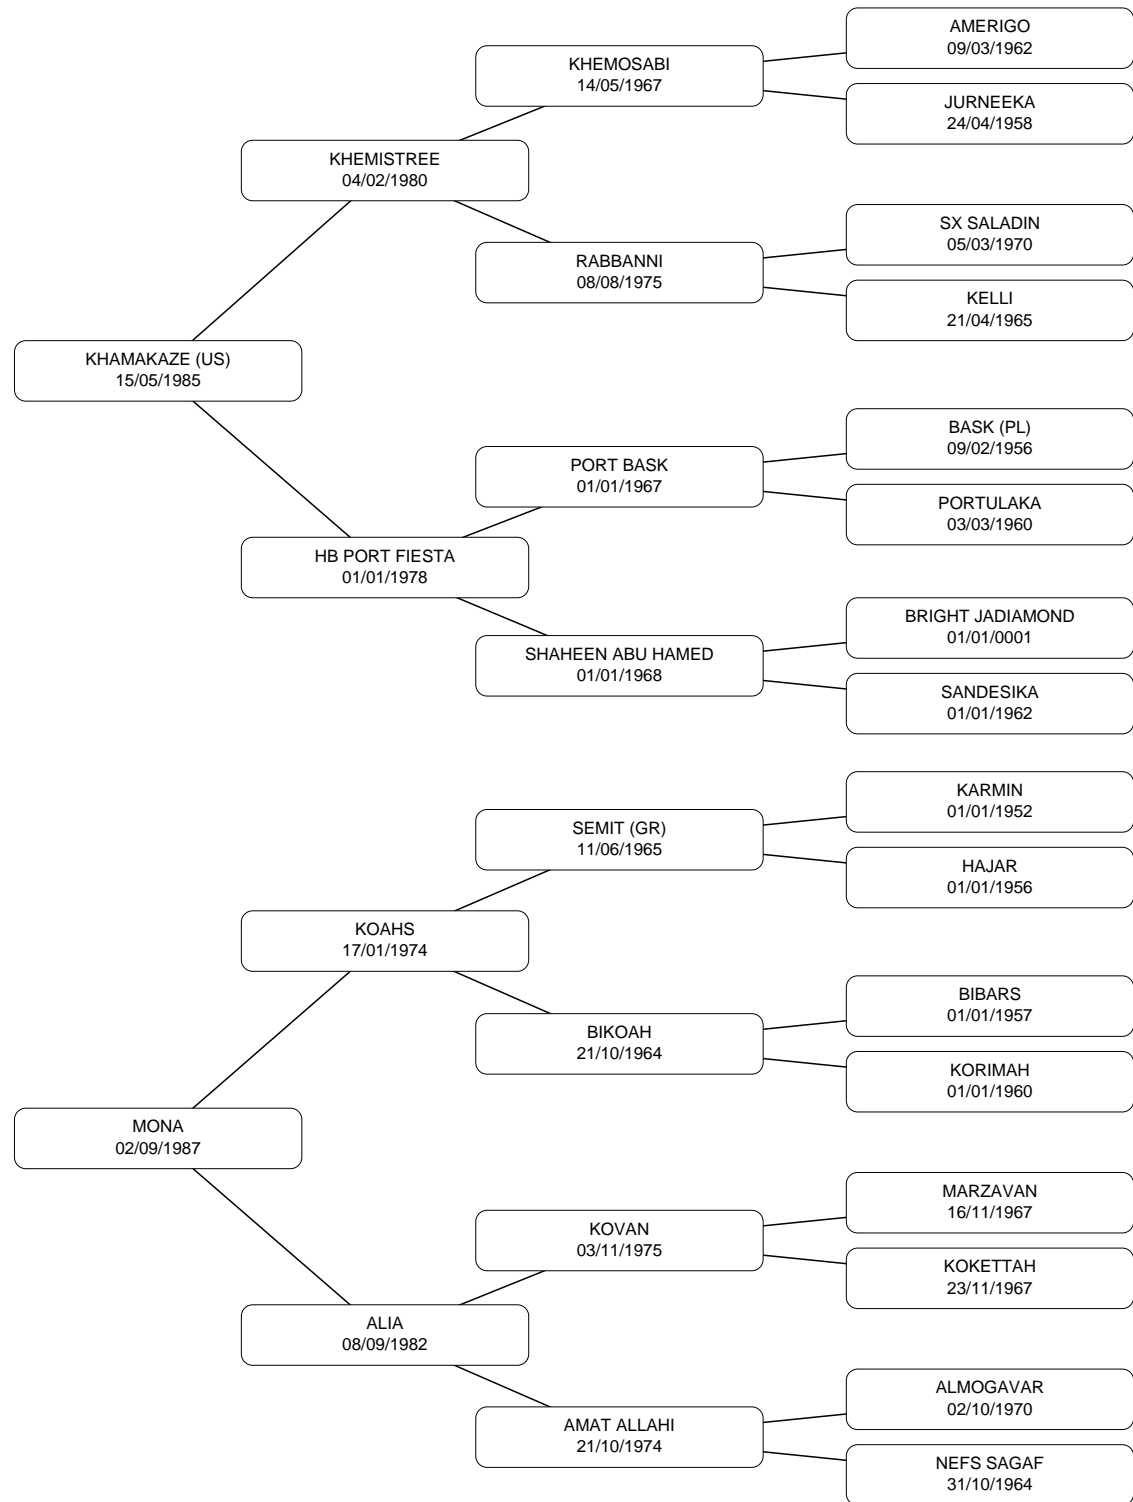 AMERIGO
09/03/1962
KHEMOSABI
14/05/1967
JURNEEKA
24/04/1958
KHEMISTREE
04/02/1980
SX SALADIN
05/03/1970
RABBANNI
08/08/1975
KELLI
21/04/1965
KHAMAKAZE (US)
15/05/1985
BASK (PL)
09/02/1956
PORT BASK
01/01/1967
PORTULAKA
03/03/1960
HB PORT FIESTA
01/01/1978
BRIGHT JADIAMOND
01/01/0001
SHAHEEN ABU HAMED
01/01/1968
SANDESIKA
01/01/1962
KARMIN
01/01/1952
SEMIT (GR)
11/06/1965
HAJAR
01/01/1956
KOAHS
17/01/1974
BIBARS
01/01/1957
BIKOAH
21/10/1964
KORIMAH
01/01/1960
MONA
02/09/1987
MARZAVAN
16/11/1967
KOVAN
03/11/1975
KOKETTAH
23/11/1967
ALIA
08/09/1982
ALMOGAVAR
02/10/1970
AMAT ALLAHI
21/10/1974
NEFS SAGAF
31/10/1964